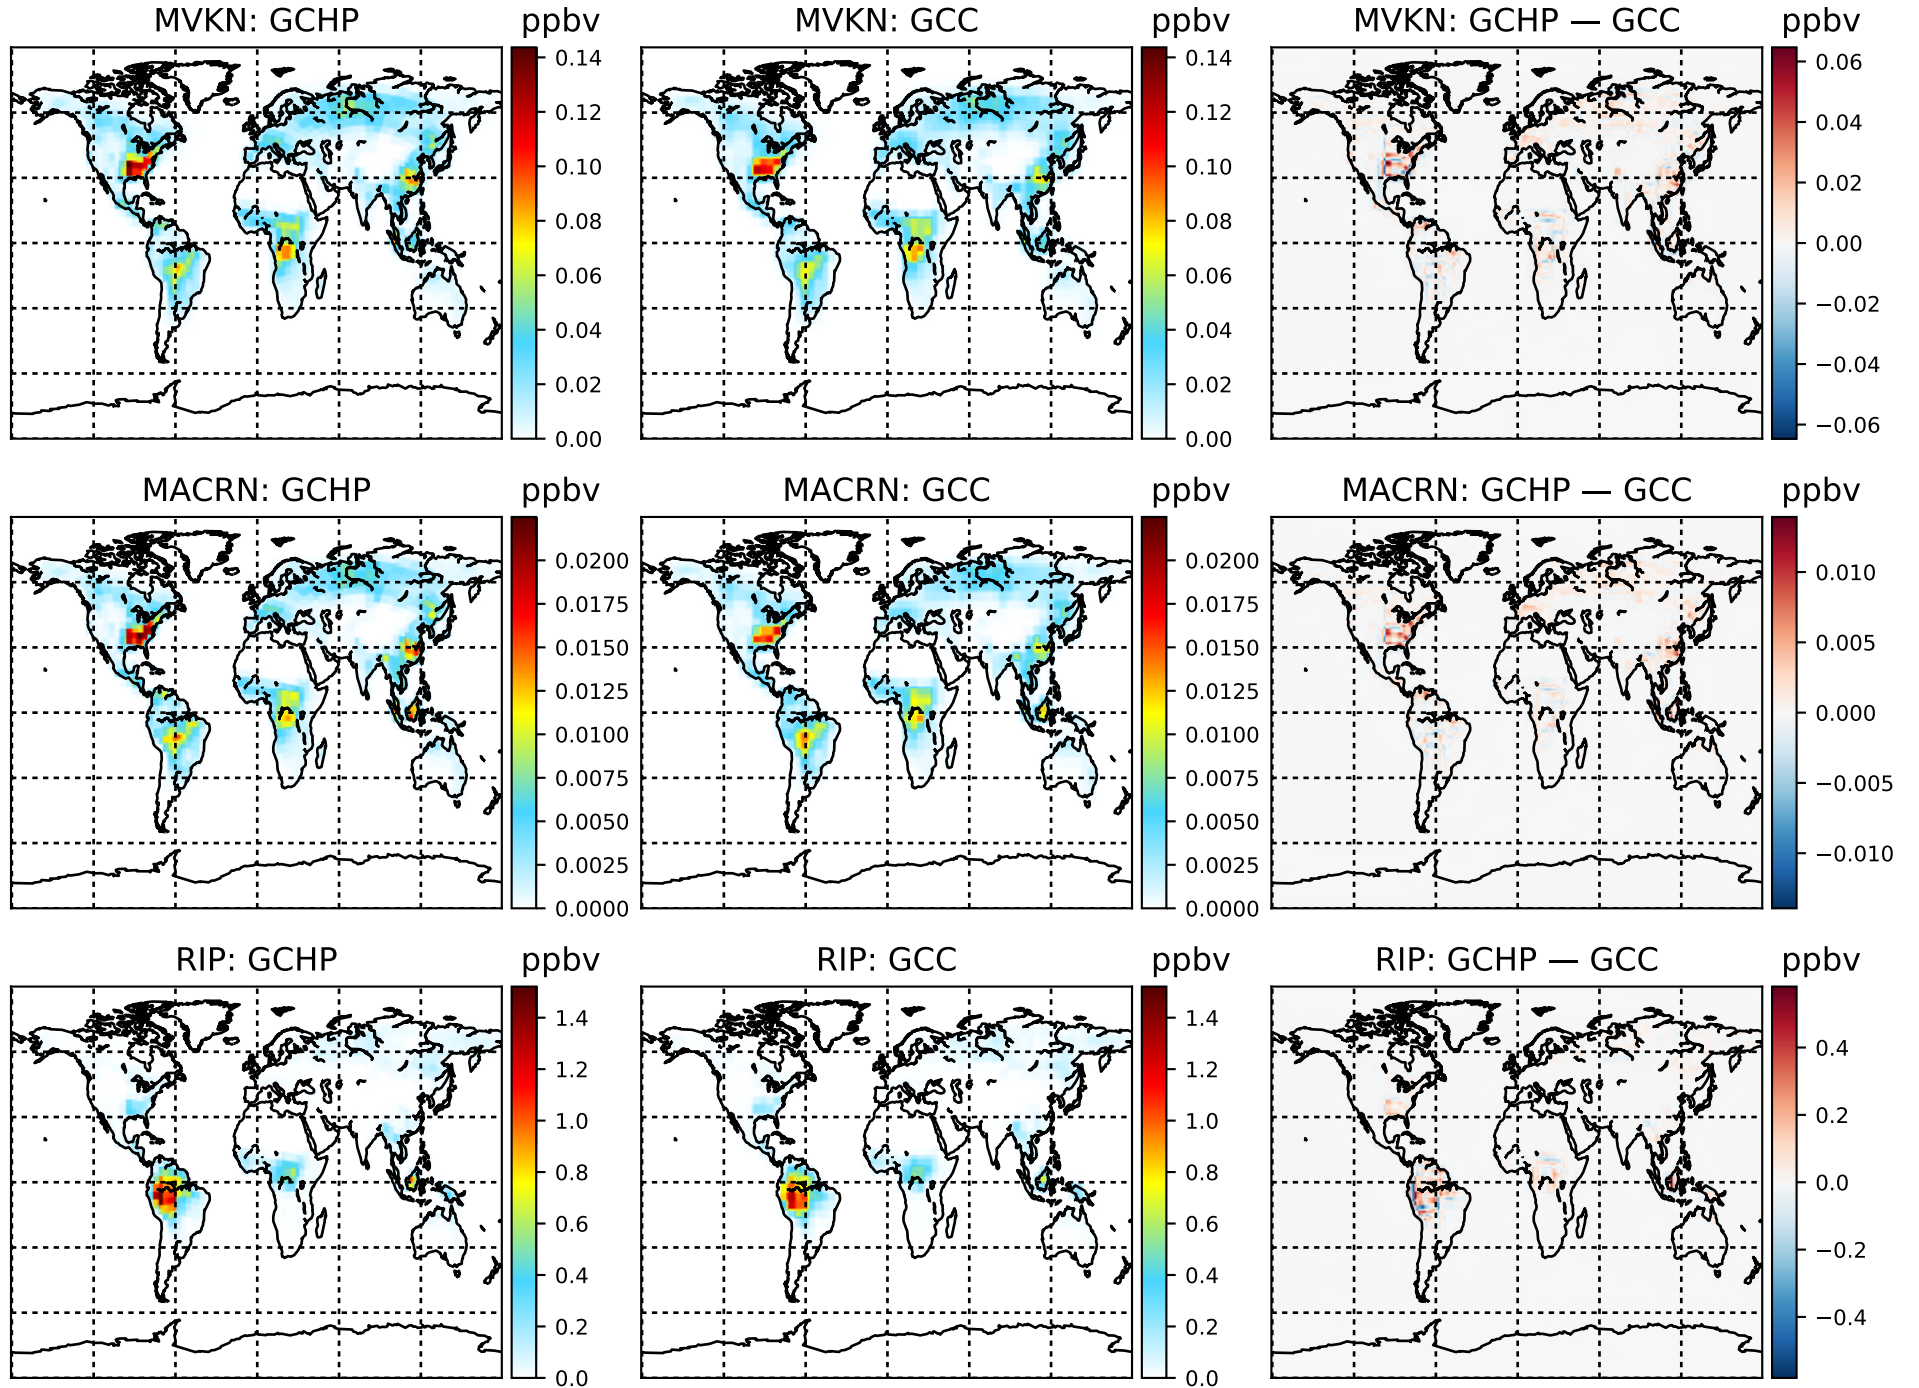 MVKN: GCHP ppbv MVKN: GCC ppbv MVKN: GCHP — GCC ppbv
0.14 0.14 0.06
0.12 0.12 0.04
0.10 0.10 0.02
0.08 0.08 0.00
0.06 0.06 −0.02
0.04 0.04 −0.04
0.02 0.02 −0.06
0.00 0.00
MACRN: GCHP ppbv MACRN: GCC ppbv MACRN: GCHP — GCC ppbv
0.0200 0.0200 0.010
0.0175 0.0175 0.005
0.0150 0.0150 0.000
0.0125 0.0125 −0.005
0.0100 0.0100 −0.010
0.0075 0.0075
0.0050 0.0050
0.0025 0.0025
0.0000 0.0000
RIP: GCHP ppbv RIP: GCC ppbv RIP: GCHP — GCC ppbv
1.4 1.4 0.4
1.2 1.2 0.2
1.0 1.0 0.0
0.8 0.8 −0.2
0.6 0.6 −0.4
0.4 0.4
0.2 0.2
0.0 0.0